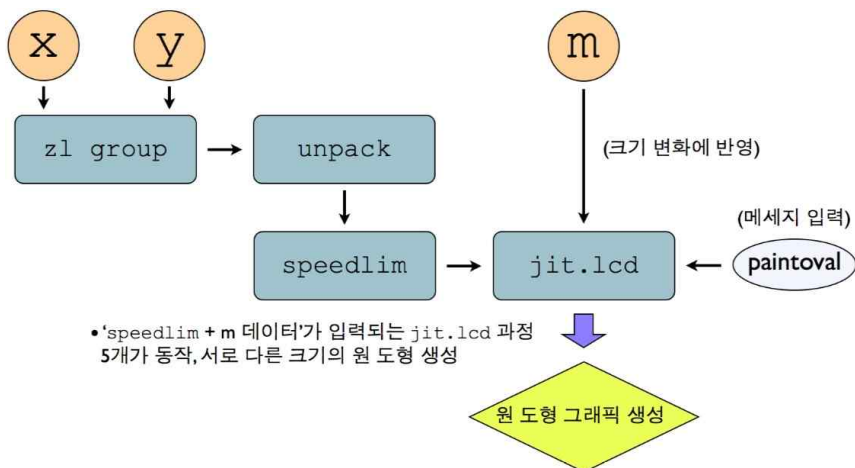 x
y
m
zl group
unpack
(크기 변화에 반영)
(메세지 입력)
speedlim
jit.lcd
paintoval
•‘speedlim + m 데이터’가 입력되는 jit.lcd 과정
5개가 동작, 서로 다른 크기의 원 도형 생성
원 도형 그래픽 생성